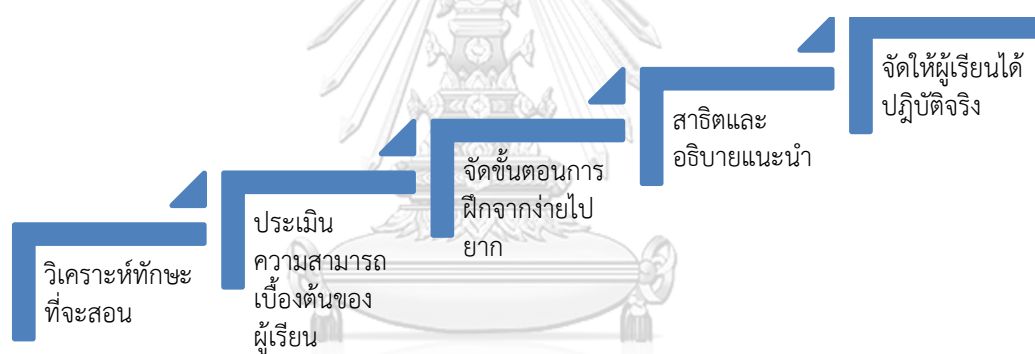 วิเคราะห์ทักษะ
ที่จะสอน
ประเมิน
ความสามารถ
เบื้องต้นของ
ผู้เรียน
จัดขั้นตอนการ
ฝึกจากง่ายไป
ยาก
สาธิตและ
อธิบายแนะนำ
จัดให้ผู้เรียนได้
ปฎิบัติจริง